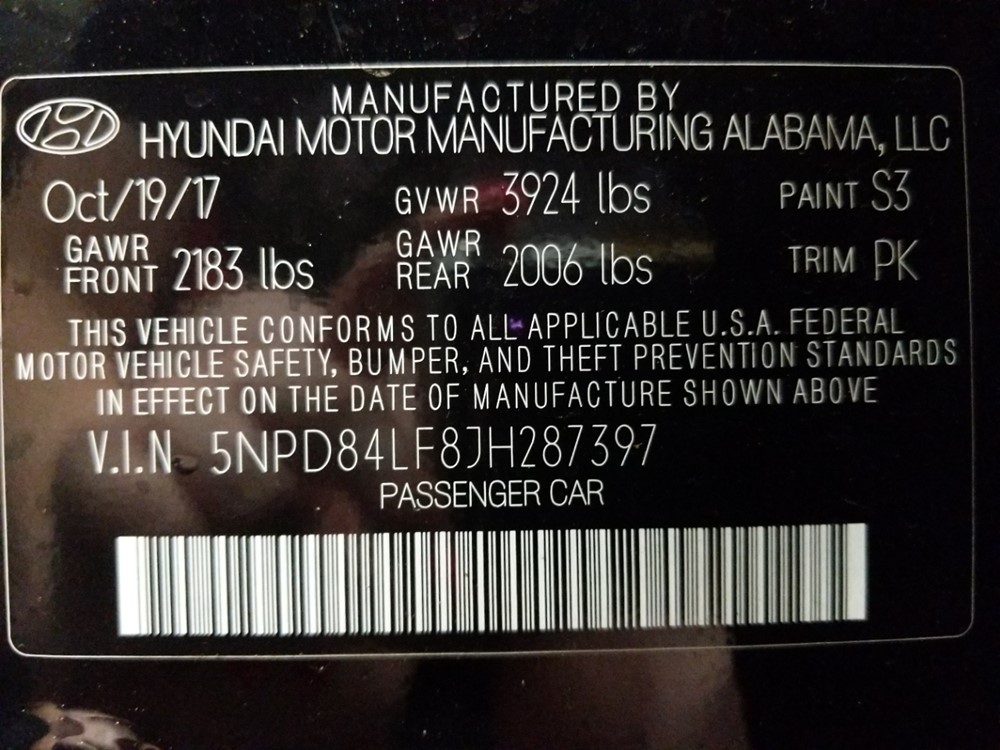 MANUFACTURED BY
HYUNDAI MOTOR MANUFACTURING ALABAMA, LLC
Oct/19/17 GVWR 3924 lbs PAINT S3
GAWR FRONT 2183 lbs GAWR REAR 2006 lbs TRIM PK
THIS VEHICLE CONFORMS TO ALL APPLICABLE U.S.A. FEDERAL
MOTOR VEHICLE SAFETY, BUMPER, AND THEFT PREVENTION STANDARDS
IN EFFECT ON THE DATE OF MANUFACTURE SHOWN ABOVE
V.I.N 5NPD84LF8JH287397
PASSENGER CAR